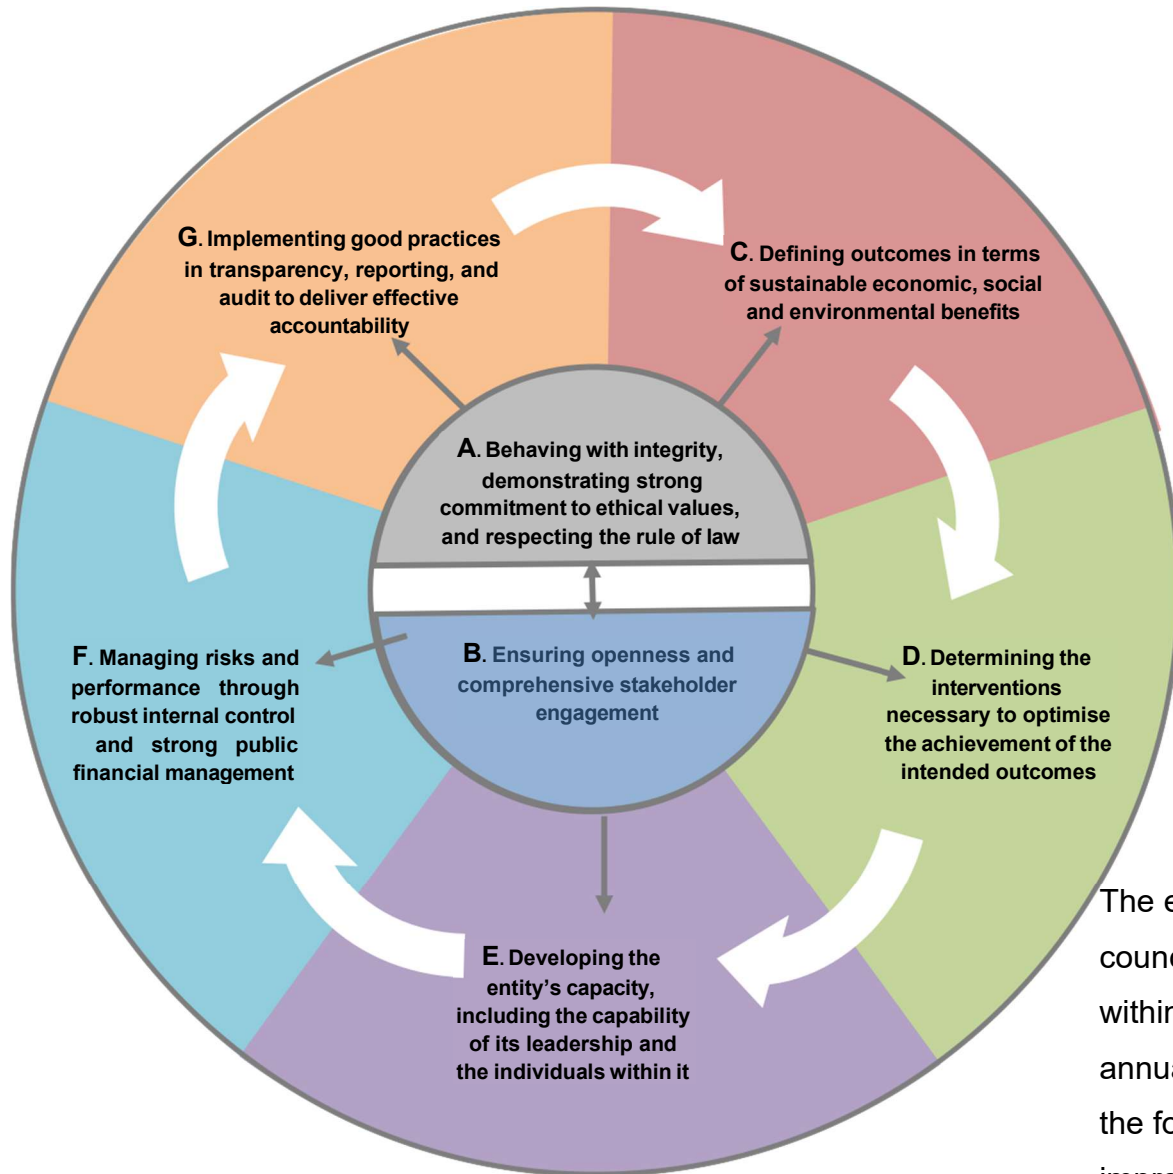 G. Implementing good practices
in transparency, reporting, and
audit to deliver effective
accountability
C. Defining outcomes in terms
of sustainable economic, social
and environmental benefits
A. Behaving with integrity,
demonstrating strong
commitment to ethical values,
and respecting the rule of law
B. Ensuring openness and
comprehensive stakeholder
engagement
F. Managing risks and
performance through
robust internal control
and strong public
financial management
D. Determining the
interventions
necessary to optimise
the achievement of the
intended outcomes
E. Developing the
entity’s capacity,
including the capability
of its leadership and
the individuals within it
The
within
the